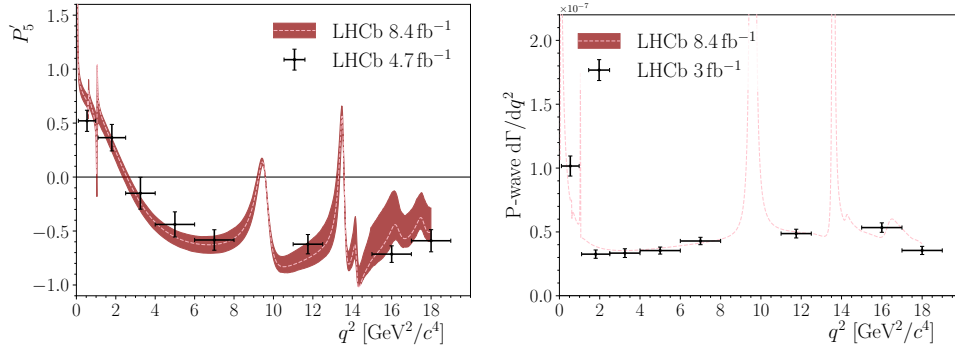 P′₅
1.5
1.0
0.5
0.0
−0.5
−1.0
0 2 4 6 8 10 12 14 16 18
q² [GeV²/c⁴]
LHCb 8.4 fb⁻¹
LHCb 4.7 fb⁻¹
×10⁻⁷
P-wave dΓ/dq²
2.0
1.5
1.0
0.5
0.0
0 2 4 6 8 10 12 14 16 18
q² [GeV²/c⁴]
LHCb 8.4 fb⁻¹
LHCb 3 fb⁻¹